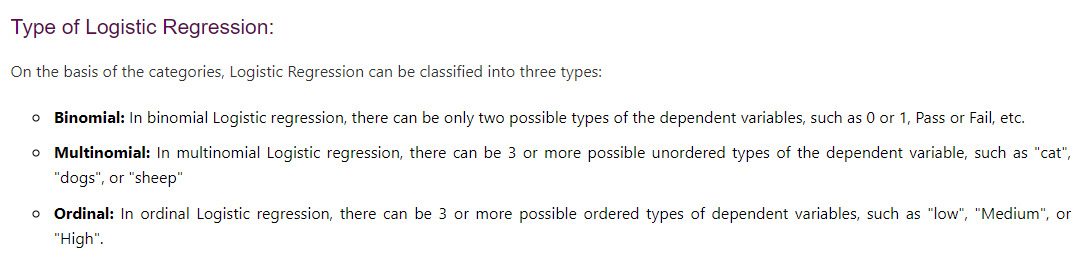 Type of Logistic Regression:
On the basis of the categories, Logistic Regression can be classified into three types:
Binomial: In binomial Logistic regression, there can be only two possible types of the dependent variables, such as 0 or 1, Pass or Fail, etc.
Multinomial: In multinomial Logistic regression, there can be 3 or more possible unordered types of the dependent variable, such as "cat",
"dogs", or "sheep"
Ordinal: In ordinal Logistic regression, there can be 3 or more possible ordered types of dependent variables, such as "low", "Medium", or
"High".